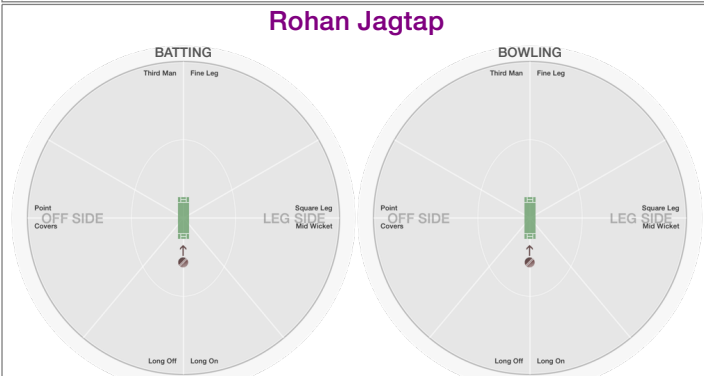 Rohan Jagtap
BATTING
Third Man Fine Leg
Point
OFF SIDE
Covers
Square Leg
LEG SIDE
Mid Wicket
Long Off Long On
BOWLING
Third Man Fine Leg
Point
OFF SIDE
Covers
Square Leg
LEG SIDE
Mid Wicket
Long Off Long On